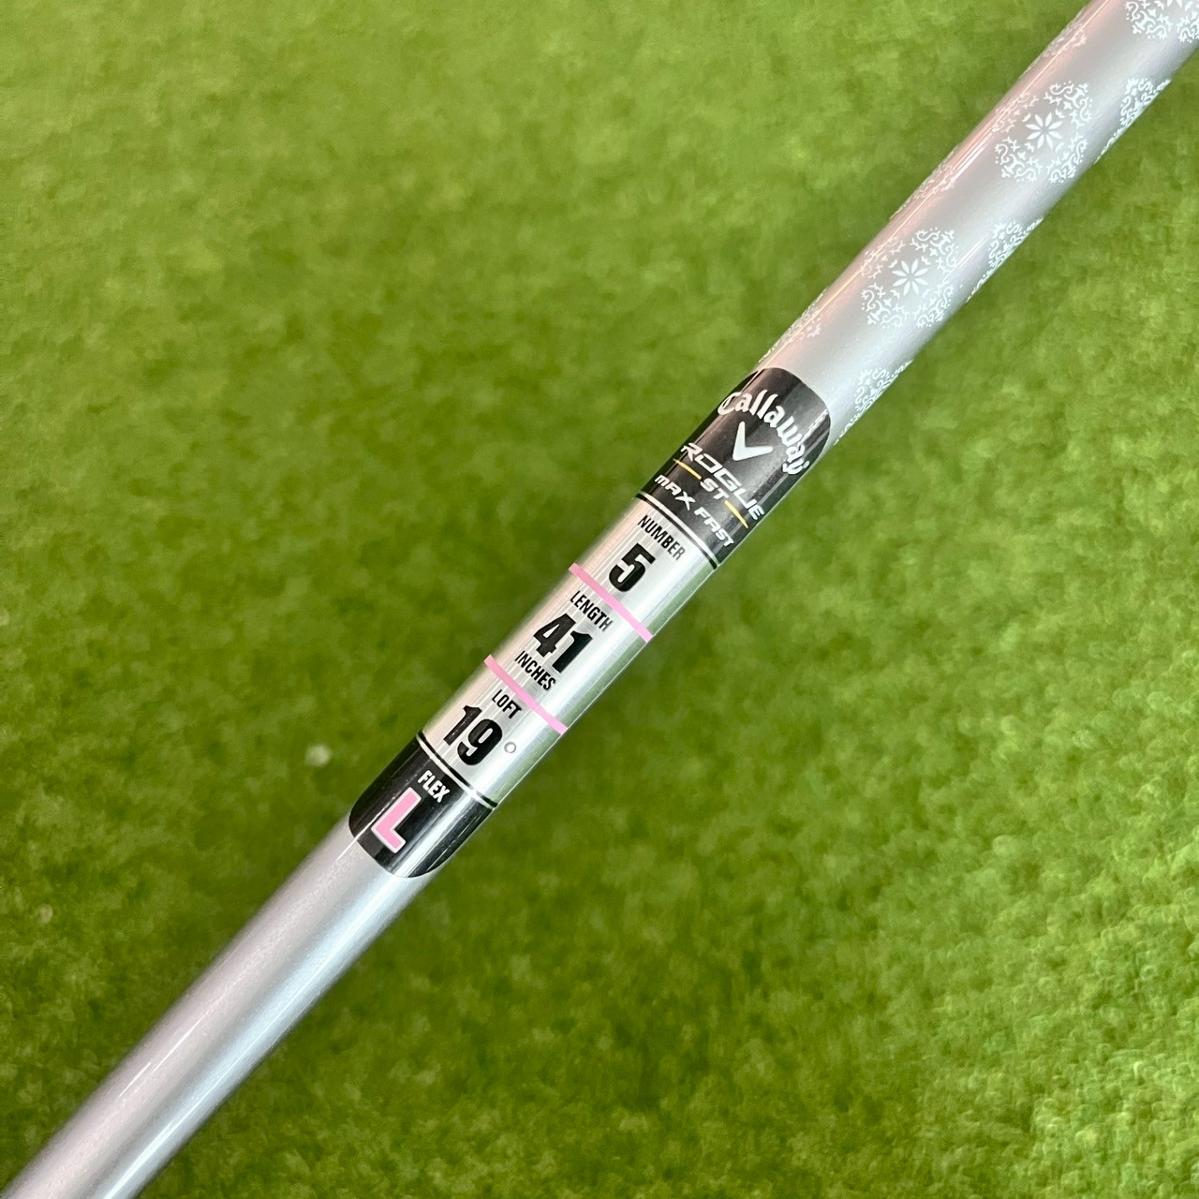 Callaway
ROGUE
ST
MAX FAST
NUMBER
5
LENGTH
41
INCHES
LOFT
19°
FLEX
L